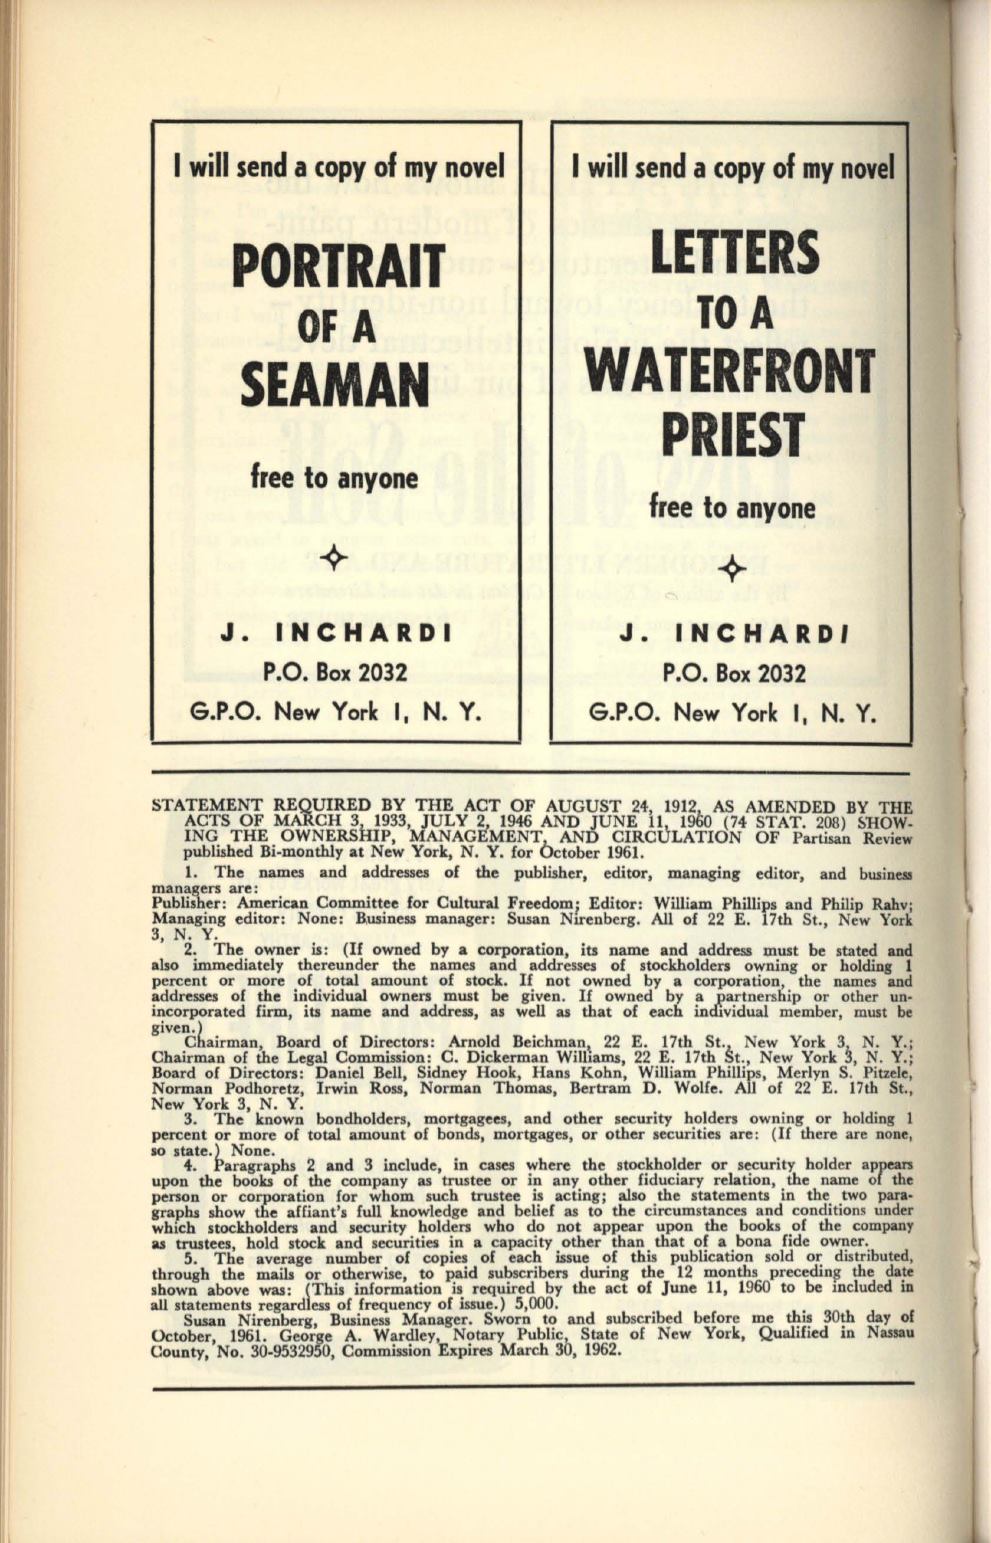 I will send a copy of my novel
PORTRAIT
OF A
SEAMAN
free to anyone
J. INCHARDI
P.O. Box 2032
G.P.O. New York 1, N. Y.
I will send a copy of my novel
LETTERS
TO A
WATERFRONT
PRIEST
free to anyone
J. INCHARDI
P.O. Box 2032
G.P.O. New York 1, N. Y.
STATEMENT REQUIRED BY THE ACT OF AUGUST 24, 1912, AS AMENDED BY THE
ACTS OF MARCH 3, 1933, JULY 2, 1946 AND JUNE 11, 1960 (74 STAT. 208) SHOW-
ING THE OWNERSHIP, MANAGEMENT, AND CIRCULATION OF Partisan Review
published Bi-monthly at New York, N. Y. for October 1961.
1. The names and addresses of the publisher, editor, managing editor, and business
managers are:
Publisher: American Committee for Cultural Freedom; Editor: William Phillips and Philip Rahv;
Managing editor: None: Business manager: Susan Nirenberg. All of 22 E. 17th St., New York
3, N. Y.
2. The owner is: (If owned by a corporation, its name and address must be stated and
also immediately thereunder the names and addresses of stockholders owning or holding 1
percent or more of total amount of stock. If not owned by a corporation, the names and
addresses of the individual owners must be given. If owned by a partnership or other un-
incorporated firm, its name and address, as well as that of each individual member, must be
given.)
Chairman, Board of Directors: Arnold Beichman, 22 E. 17th St., New York 3, N. Y.;
Chairman of the Legal Commission: C. Dickerman Williams, 22 E. 17th St., New York 3, N. Y.;
Board of Directors: Daniel Bell, Sidney Hook, Hans Kohn, William Phillips, Merlyn S. Pitzele,
Norman Podhoretz, Irwin Ross, Norman Thomas, Bertram D. Wolfe. All of 22 E. 17th St.,
New York 3, N. Y.
3. The known bondholders, mortgagees, and other security holders owning or holding 1
percent or more of total amount of bonds, mortgages, or other securities are: (If there are none,
so state.) None.
4. Paragraphs 2 and 3 include, in cases where the stockholder or security holder appears
upon the books of the company as trustee or in any other fiduciary relation, the name of the
person or corporation for whom such trustee is acting; also the statements in the two para-
graphs show the affiant's full knowledge and belief as to the circumstances and conditions under
which stockholders and security holders who do not appear upon the books of the company
as trustees, hold stock and securities in a capacity other than that of a bona fide owner.
5. The average number of copies of each issue of this publication sold or distributed,
through the mails or otherwise, to paid subscribers during the 12 months preceding the date
shown above was: (This information is required by the act of June 11, 1960 to be included in
all statements regardless of frequency of issue.) 5,000.
Susan Nirenberg, Business Manager. Sworn to and subscribed before me this 30th day of
October, 1961. George A. Wardley, Notary Public, State of New York, Qualified in Nassau
County, No. 30-9532950, Commission Expires March 30, 1962.